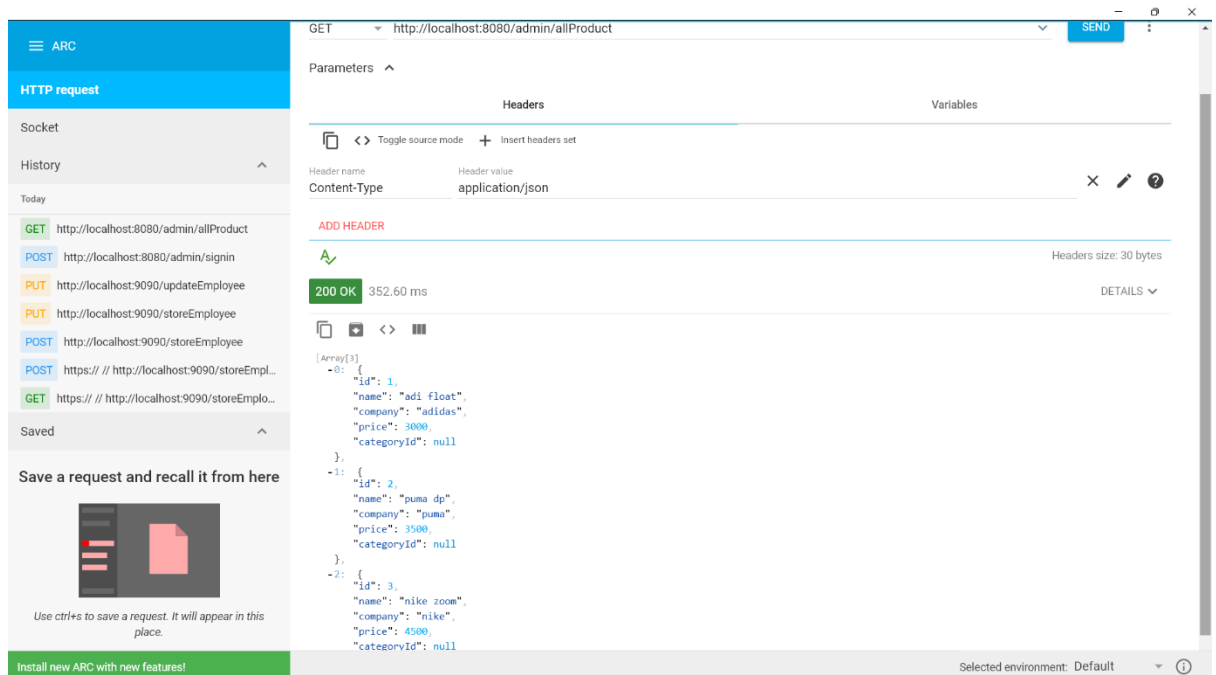 ARC
HTTP request
Socket
History
Today
GET http://localhost:8080/admin/allProduct
POST http://localhost:8080/admin/signin
PUT http://localhost:9090/updateEmployee
PUT http://localhost:9090/storeEmployee
POST http://localhost:9090/storeEmployee
POST https:// // http://localhost:9090/storeEmpl...
GET https:// // http://localhost:9090/storeEmplo...
Saved
Save a request and recall it from here
Use ctrl+s to save a request. It will appear in this
place.
Install new ARC with new features!
GET http://localhost:8080/admin/allProduct SEND
Parameters
Headers Variables
Toggle source mode Insert headers set
Header name Header value
Content-Type application/json
ADD HEADER
Headers size: 30 bytes
200 OK 352.60 ms DETAILS
[Array[3]
-0: {
"id": 1,
"name": "adi float",
"company": "adidas",
"price": 3000,
"categoryId": null
},
-1: {
"id": 2,
"name": "puma dp",
"company": "puma",
"price": 3500,
"categoryId": null
},
-2: {
"id": 3,
"name": "nike zoom",
"company": "nike",
"price": 4500,
"categoryId": null
Selected environment: Default